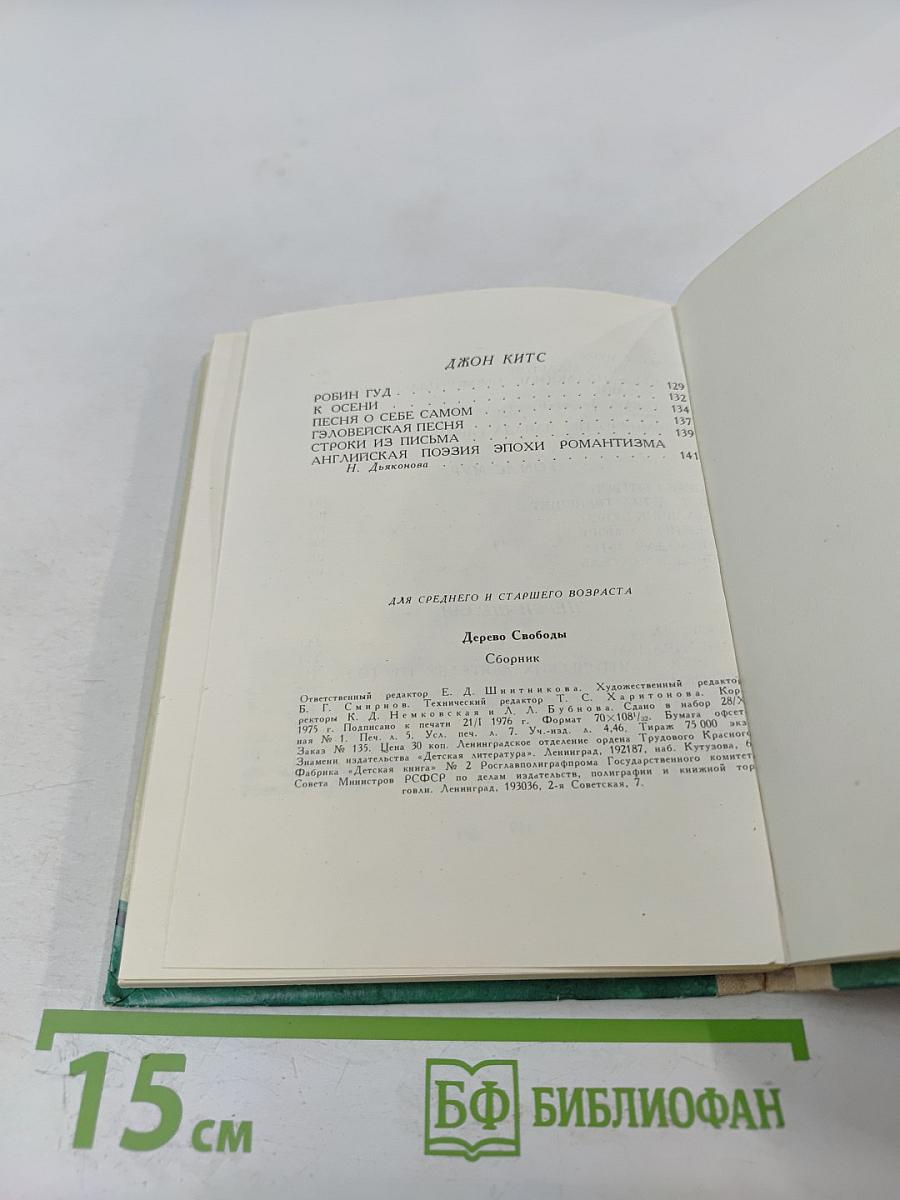 ДЖОН КИТС
РОБИН ГУД . . . . . . . . . . . . . . . . . . 129
К ОСЕНИ . . . . . . . . . . . . . . . . . . 132
ПЕСНЯ О СЕБЕ САМОМ . . . . . . . . . . . . 134
ГЭЛОВЕЙСКАЯ ПЕСНЯ . . . . . . . . . . . . 137
СТРОКИ ИЗ ПИСЬМА . . . . . . . . . . . . . 139
АНГЛИЙСКАЯ ПОЭЗИЯ ЭПОХИ РОМАНТИЗМА
Н. Дьяконова . . . . . . . . . . . . . . . 141
ДЛЯ СРЕДНЕГО И СТАРШЕГО ВОЗРАСТА
Дерево Свободы
Сборник
Ответственный редактор Е. Д. Шнитникова. Художественный редактор
Б. Г. Смирнов. Технический редактор Т. С. Харитонова. Кор-
ректоры К. Д. Немковская и Л. Л. Бубнова. Сдано в набор 28/X
1975 г. Подписано к печати 21/I 1976 г. Формат 70×108 1/32. Бумага офсет-
ная № 1. Печ. л. 5. Усл. печ. л. 7. Уч.-изд. л. 4,46. Тираж 75 000 экз.
Заказ № 135. Цена 30 коп. Ленинградское отделение ордена Трудового Красного
Знамени издательства «Детская литература». Ленинград, 192187, наб. Кутузова, 6.
Фабрика «Детская книга» № 2 Росглавполиграфпрома Государственного комитета
Совета Министров РСФСР по делам издательств, полиграфии и книжной тор-
говли. Ленинград, 193036, 2-я Советская, 7.
15 см
БФ БИБЛИОФАН